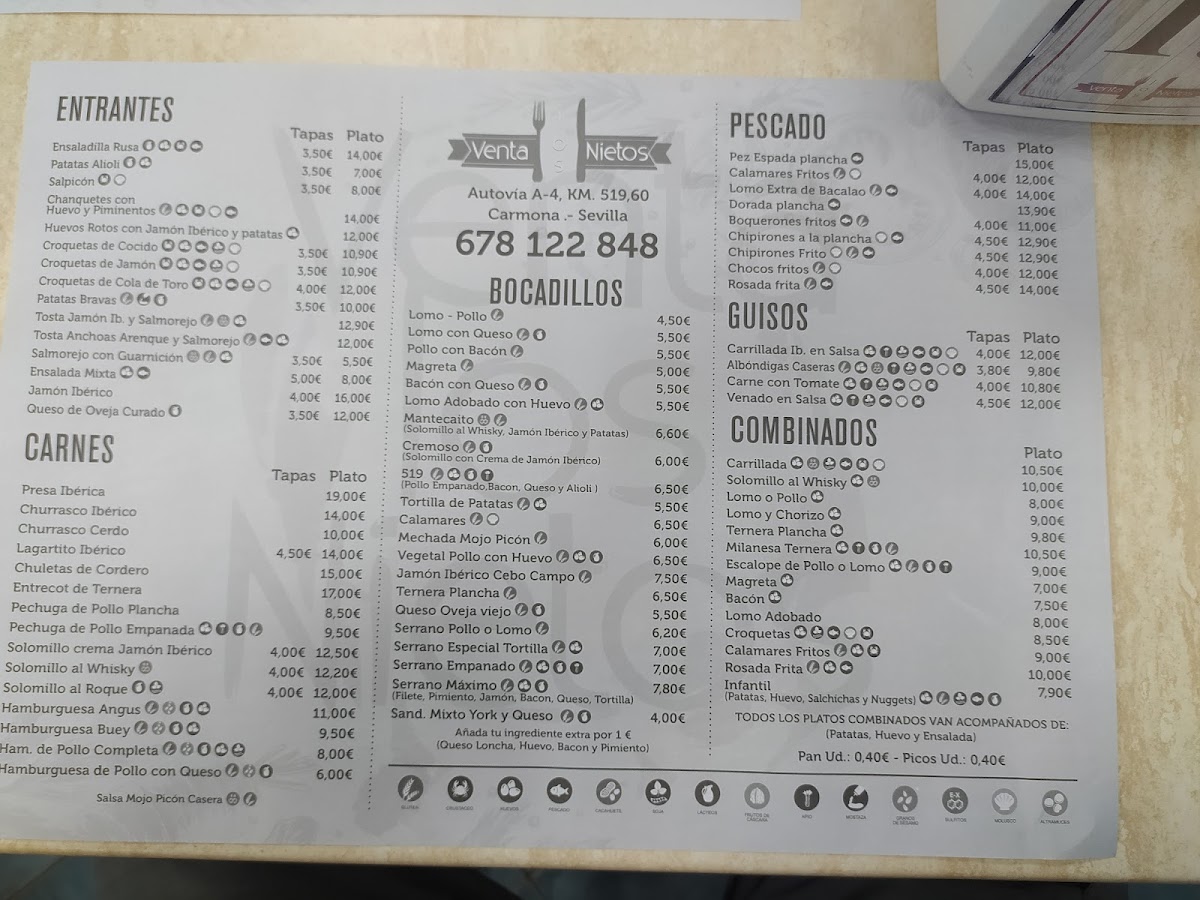 ENTRANTES
Tapas Plato
Ensaladilla Rusa 3,50€ 14,00€
Patatas Alioli 3,50€ 7,00€
Salpicón 3,50€ 8,00€
Chanquetes con
Huevo y Piminentos 14,00€
Huevos Rotos con Jamón Ibérico y patatas 12,00€
Croquetas de Cocido 3,50€ 10,90€
Croquetas de Jamón 3,50€ 10,90€
Croquetas de Cola de Toro 4,00€ 12,00€
Patatas Bravas 3,50€ 10,00€
Tosta Jamón Ib. y Salmorejo 12,90€
Tosta Anchoas Arenque y Salmorejo 12,00€
Salmorejo con Guarnición 3,50€ 5,50€
Ensalada Mixta 5,00€ 8,00€
Jamón Ibérico 4,00€ 16,00€
Queso de Oveja Curado 3,50€ 12,00€
CARNES
Tapas Plato
Presa Ibérica 19,00€
Churrasco Ibérico 14,00€
Churrasco Cerdo 10,00€
Lagartito Ibérico 4,50€ 14,00€
Chuletas de Cordero 15,00€
Entrecot de Ternera 17,00€
Pechuga de Pollo Plancha 8,50€
Pechuga de Pollo Empanada 9,50€
Solomillo crema Jamón Ibérico 4,00€ 12,50€
Solomillo al Whisky 4,00€ 12,20€
Solomillo al Roque 4,00€ 12,00€
Hamburguesa Angus 11,00€
Hamburguesa Buey 9,50€
Ham. de Pollo Completa 8,00€
Hamburguesa de Pollo con Queso 6,00€
Salsa Mojo Picón Casera
Venta LOS Nietos
Autovía A-4, KM. 519,60
Carmona .- Sevilla
678 122 848
BOCADILLOS
Lomo - Pollo 4,50€
Lomo con Queso 5,50€
Pollo con Bacón 5,50€
Magreta 5,00€
Bacón con Queso 5,50€
Lomo Adobado con Huevo 5,50€
Mantecaito
(Solomillo al Whisky, Jamón Ibérico y Patatas) 6,60€
Cremoso
(Solomillo con Crema de Jamón Ibérico) 6,00€
519
(Pollo Empanado,Bacon, Queso y Alioli ) 6,50€
Tortilla de Patatas 5,50€
Calamares 6,50€
Mechada Mojo Picón 6,00€
Vegetal Pollo con Huevo 6,50€
Jamón Ibérico Cebo Campo 7,50€
Ternera Plancha 6,50€
Queso Oveja viejo 5,50€
Serrano Pollo o Lomo 6,20€
Serrano Especial Tortilla 7,00€
Serrano Empanado 7,00€
Serrano Máximo 7,80€
(Filete, Pimiento, Jamón, Bacon, Queso, Tortilla)
Sand. Mixto York y Queso 4,00€
Añada tu ingrediente extra por 1 €
(Queso Loncha, Huevo, Bacon y Pimiento)
PESCADO
Tapas Plato
Pez Espada plancha 15,00€
Calamares Fritos 4,00€ 12,00€
Lomo Extra de Bacalao 4,00€ 14,00€
Dorada plancha 13,90€
Boquerones fritos 4,00€ 11,00€
Chipirones a la plancha 4,50€ 12,90€
Chipirones Frito 4,50€ 12,90€
Chocos fritos 4,00€ 12,00€
Rosada frita 4,50€ 14,00€
GUISOS
Tapas Plato
Carrillada Ib. en Salsa 4,00€ 12,00€
Albóndigas Caseras 3,80€ 9,80€
Carne con Tomate 4,00€ 10,80€
Venado en Salsa 4,50€ 12,00€
COMBINADOS
Plato
Carrillada 10,50€
Solomillo al Whisky 10,00€
Lomo o Pollo 8,00€
Lomo y Chorizo 9,00€
Ternera Plancha 9,80€
Milanesa Ternera 10,50€
Escalope de Pollo o Lomo 9,00€
Magreta 7,00€
Bacón 7,50€
Lomo Adobado 8,00€
Croquetas 8,50€
Calamares Fritos 9,00€
Rosada Frita 10,00€
Infantil 7,90€
(Patatas, Huevo, Salchichas y Nuggets)
TODOS LOS PLATOS COMBINADOS VAN ACOMPAÑADOS DE:
(Patatas, Huevo y Ensalada)
Pan Ud.: 0,40€ - Picos Ud.: 0,40€
GLUTEN CRUSTACEO HUEVOS PESCADO CACAHUETE SOJA LACTEOS FRUTOS DE CASCARA APIO MOSTAZA GRANOS DE SESAMO SULFITOS MOLUSCO ALTRAMUCES